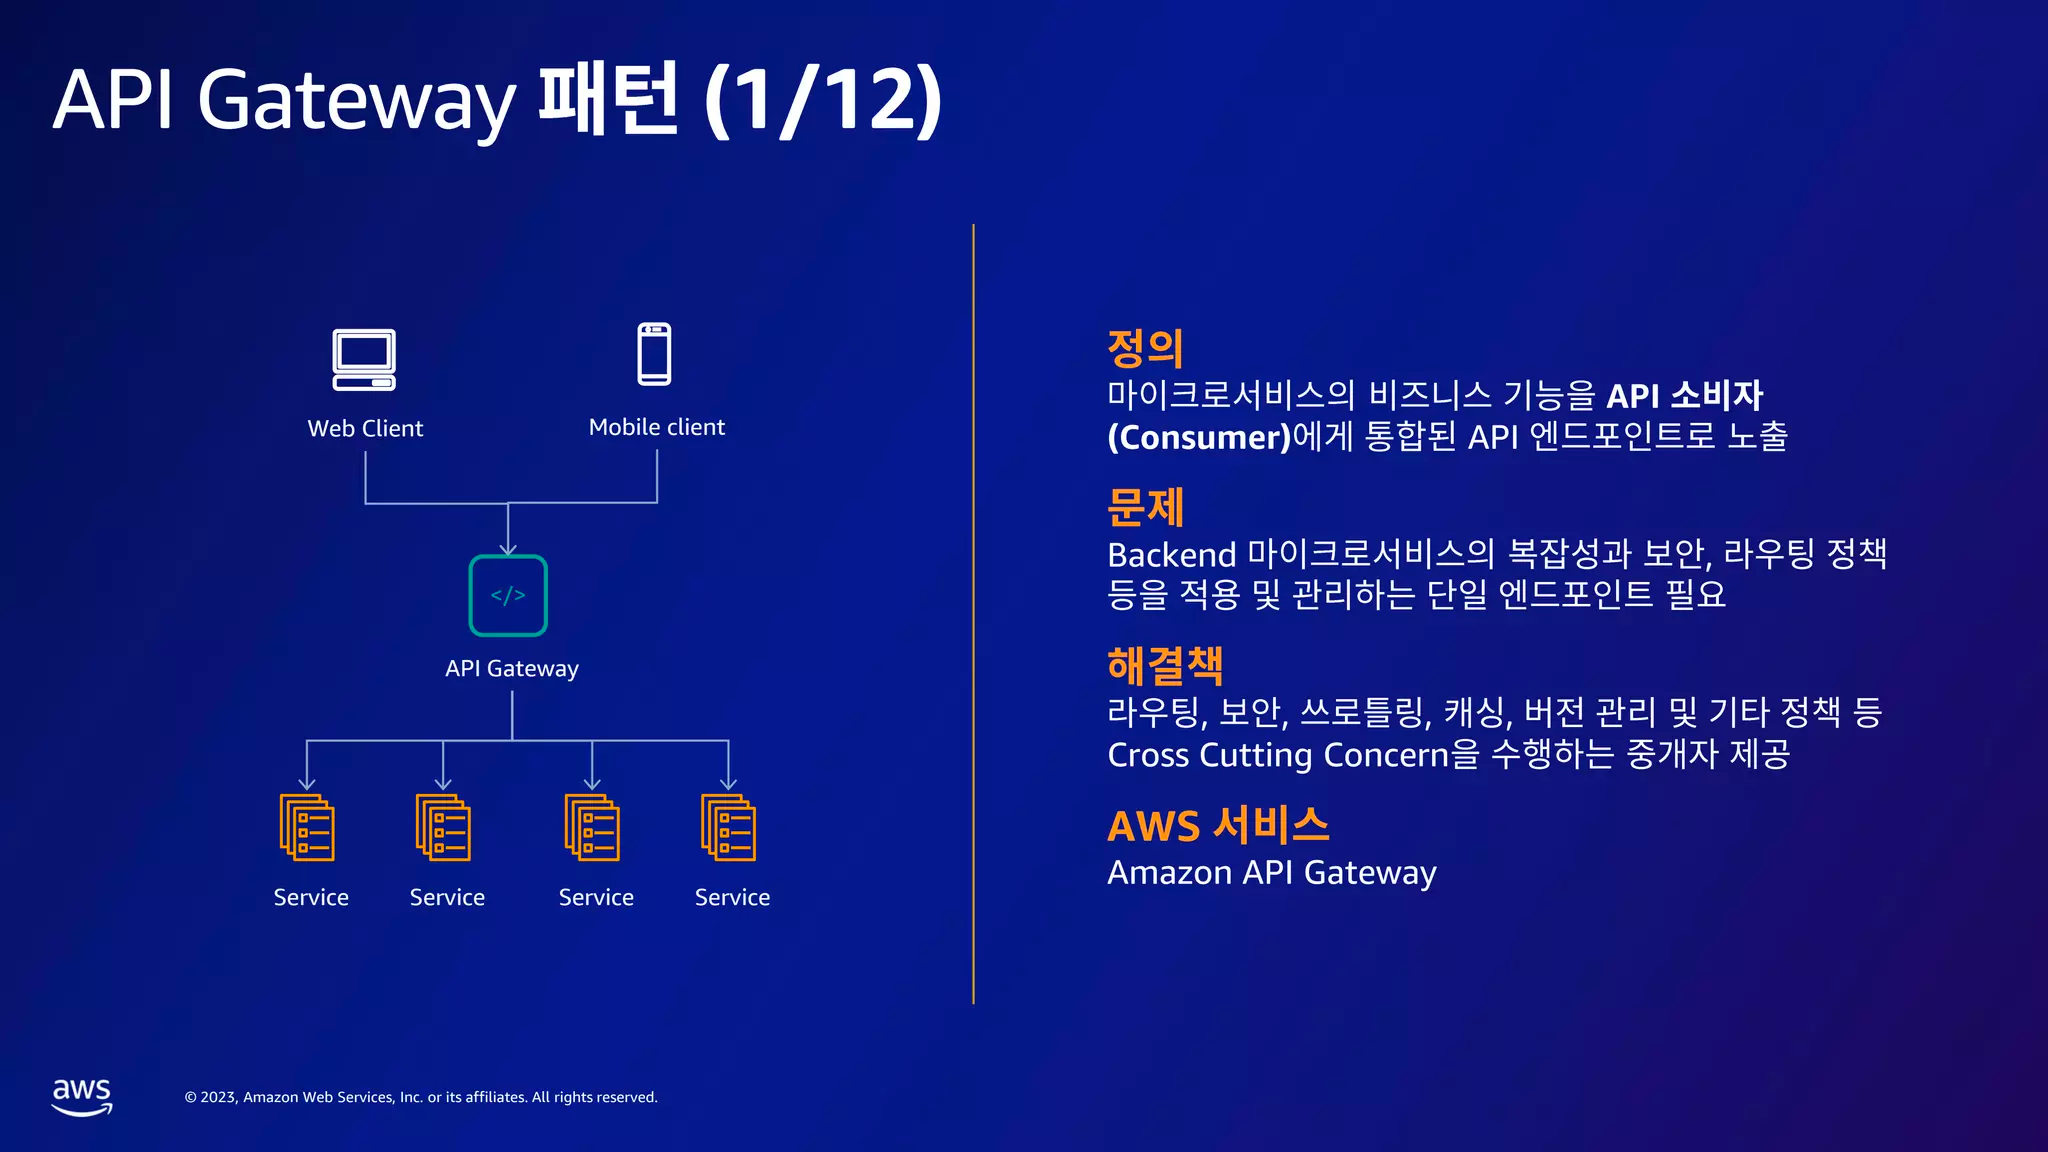 API Gateway 패턴 (1/12)
Web Client
Mobile client
</>
API Gateway
Service
Service
Service
Service
정의
마이크로서비스의 비즈니스 기능을 API 소비자
(Consumer)에게 통합된 API 엔드포인트로 노출
문제
Backend 마이크로서비스의 복잡성과 보안, 라우팅 정책
등을 적용 및 관리하는 단일 엔드포인트 필요
해결책
라우팅, 보안, 쓰로틀링, 캐싱, 버전 관리 및 기타 정책 등
Cross Cutting Concern을 수행하는 중개자 제공
AWS 서비스
Amazon API Gateway
aws
© 2023, Amazon Web Services, Inc. or its affiliates. All rights reserved.